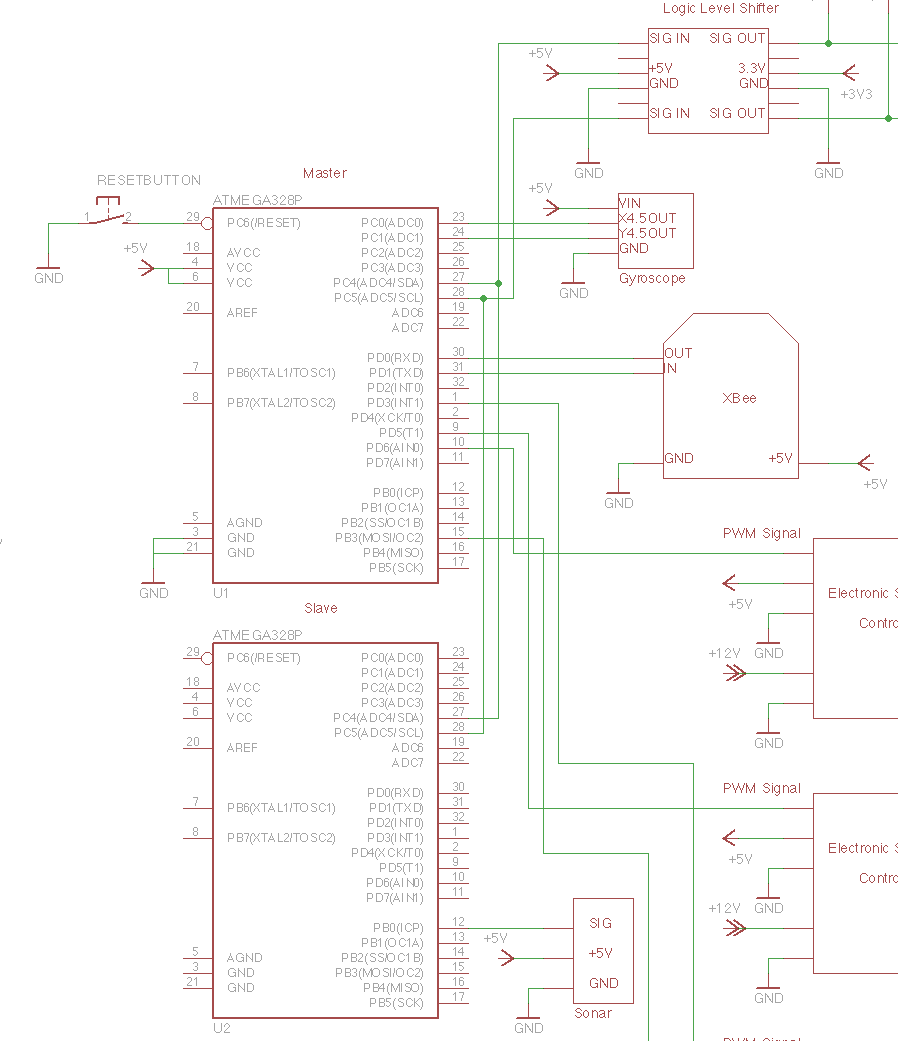 Logic Level Shifter
SIG IN SIG OUT
+5V
+5V 3.3V
GND GND
+3V3
SIG IN SIG OUT
GND GND
Master
RESETBUTTON
ATMEGA328P
1 2
GND
+5V
29 PC6(/RESET) PC0(ADC0) 23
PC1(ADC1) 24
18 AVCC PC2(ADC2) 25
4 VCC PC3(ADC3) 26
6 VCC PC4(ADC4/SDA) 27
PC5(ADC5/SCL) 28
20 AREF ADC6 19
ADC7 22
PD0(RXD) 30
7 PB6(XTAL1/TOSC1) PD1(TXD) 31
PD2(INT0) 32
8 PB7(XTAL2/TOSC2) PD3(INT1) 1
PD4(XCK/T0) 2
PD5(T1) 9
PD6(AIN0) 10
PD7(AIN1) 11
PB0(ICP) 12
PB1(OC1A) 13
5 AGND PB2(SS/OC1B) 14
3 GND PB3(MOSI/OC2) 15
21 GND PB4(MISO) 16
PB5(SCK) 17
GND
U1
+5V
VIN
X4.5OUT
Y4.5OUT
GND
GND
Gyroscope
OUT
IN
XBee
GND +5V
+5V
GND
PWM Signal
+5V
Electronic S
Contro
GND
+12V
GND
Slave
ATMEGA328P
29 PC6(/RESET) PC0(ADC0) 23
PC1(ADC1) 24
18 AVCC PC2(ADC2) 25
4 VCC PC3(ADC3) 26
6 VCC PC4(ADC4/SDA) 27
PC5(ADC5/SCL) 28
20 AREF ADC6 19
ADC7 22
PD0(RXD) 30
7 PB6(XTAL1/TOSC1) PD1(TXD) 31
PD2(INT0) 32
8 PB7(XTAL2/TOSC2) PD3(INT1) 1
PD4(XCK/T0) 2
PD5(T1) 9
PD6(AIN0) 10
PD7(AIN1) 11
PB0(ICP) 12
PB1(OC1A) 13
5 AGND PB2(SS/OC1B) 14
3 GND PB3(MOSI/OC2) 15
21 GND PB4(MISO) 16
PB5(SCK) 17
U2
PWM Signal
+5V
Electronic S
Contro
GND
+12V
GND
SIG
+5V
+5V
GND
GND
Sonar
PWM Signal